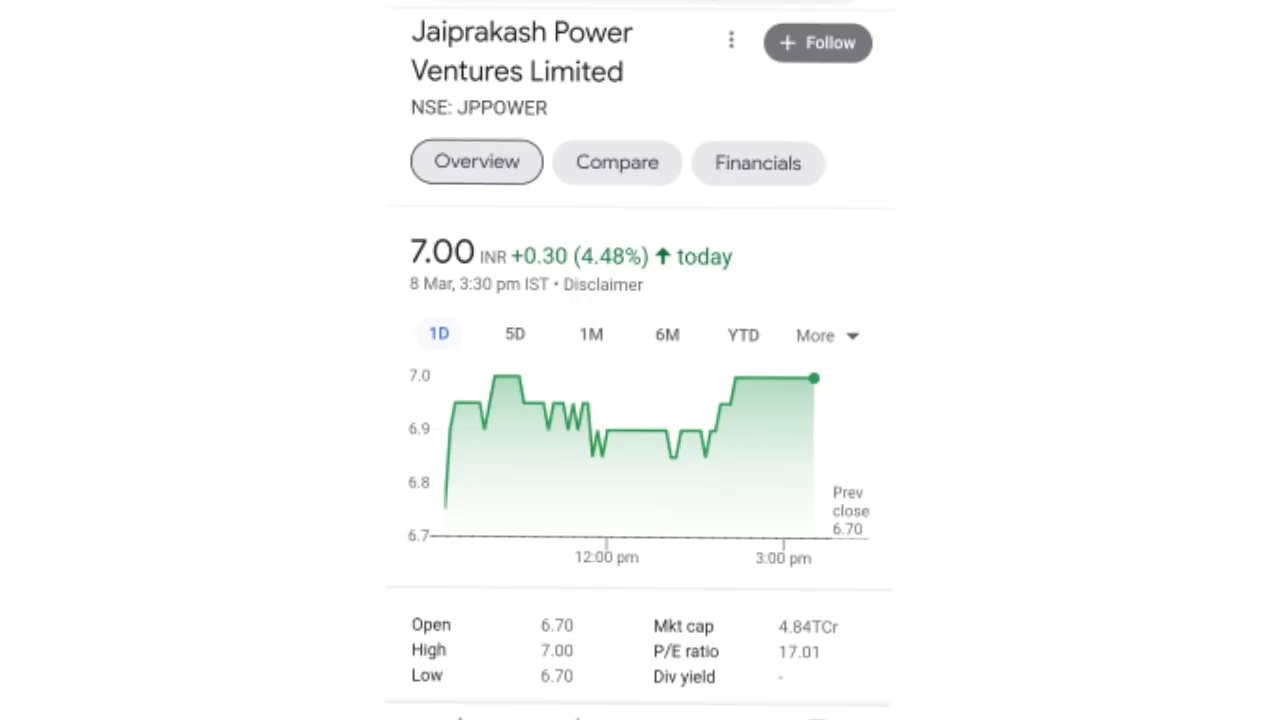 Jaiprakash Power
Ventures Limited
+ Follow
NSE: JPPOWER
Overview Compare Financials
7.00 INR +0.30 (4.48%) ↑ today
8 Mar, 3:30 pm IST • Disclaimer
1D 5D 1M 6M YTD More
7.0
6.9
6.8
6.7
Prev
close
6.70
12:00 pm 3:00 pm
Open 6.70 Mkt cap 4.84TCr
High 7.00 P/E ratio 17.01
Low 6.70 Div yield -